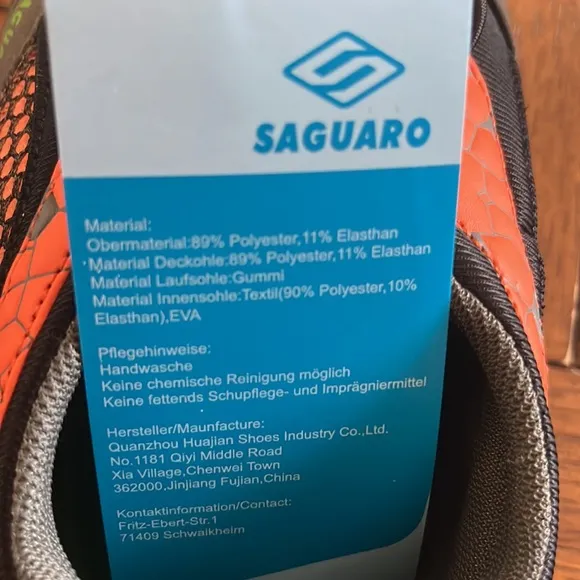 SAGUARO
Material:
Obermaterial:89% Polyester,11% Elasthan
Material Deckohle:89% Polyester,11% Elasthan
Material Laufsohle:Gummi
Material Innensohle:Textil(90% Polyester,10%
Elasthan),EVA
Pflegehinweise:
Handwasche
Keine chemische Reinigung möglich
Keine fettends Schupflege- und Imprägniermittel
Hersteller/Maunfacture:
Quanzhou Huajian Shoes Industry Co.,Ltd.
No.1181 Qiyi Middle Road
Xia Village,Chenwei Town
362000,Jinjiang Fujian,China
Kontaktinformation/Contact:
Fritz-Ebert-Str.1
71409 Schwaikheim